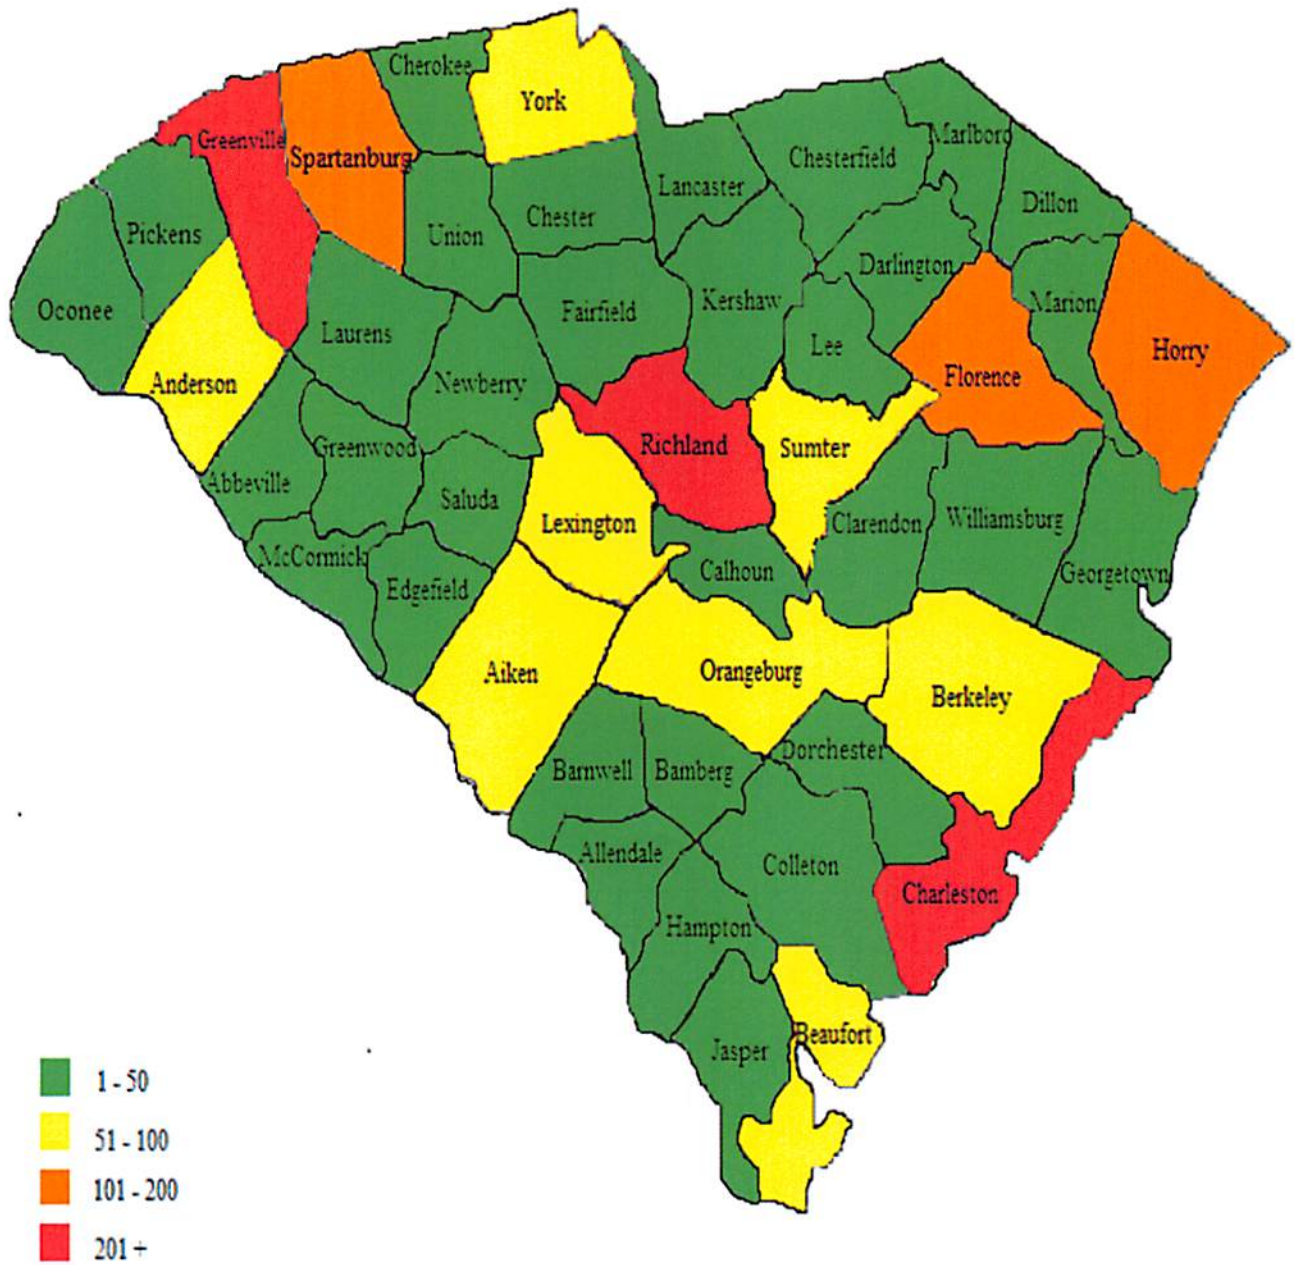 Cherokee
York
Greenville
Spartanburg
Chesterfield
Marlboro
Lancaster
Dillon
Pickens
Union
Chester
Darlington
Oconee
Laurens
Fairfield
Kershaw
Marion
Lee
Horry
Anderson
Newberry
Florence
Greenwood
Richland
Sumter
Abbeville
Saluda
Lexington
Clarendon
Williamsburg
McCormick
Edgefield
Calhoun
Georgetown
Aiken
Orangeburg
Berkeley
Barnwell
Bamberg
Dorchester
Allendale
Colleton
Charleston
Hampton
Beaufort
Jasper
1 - 50
51 - 100
101 - 200
201 +